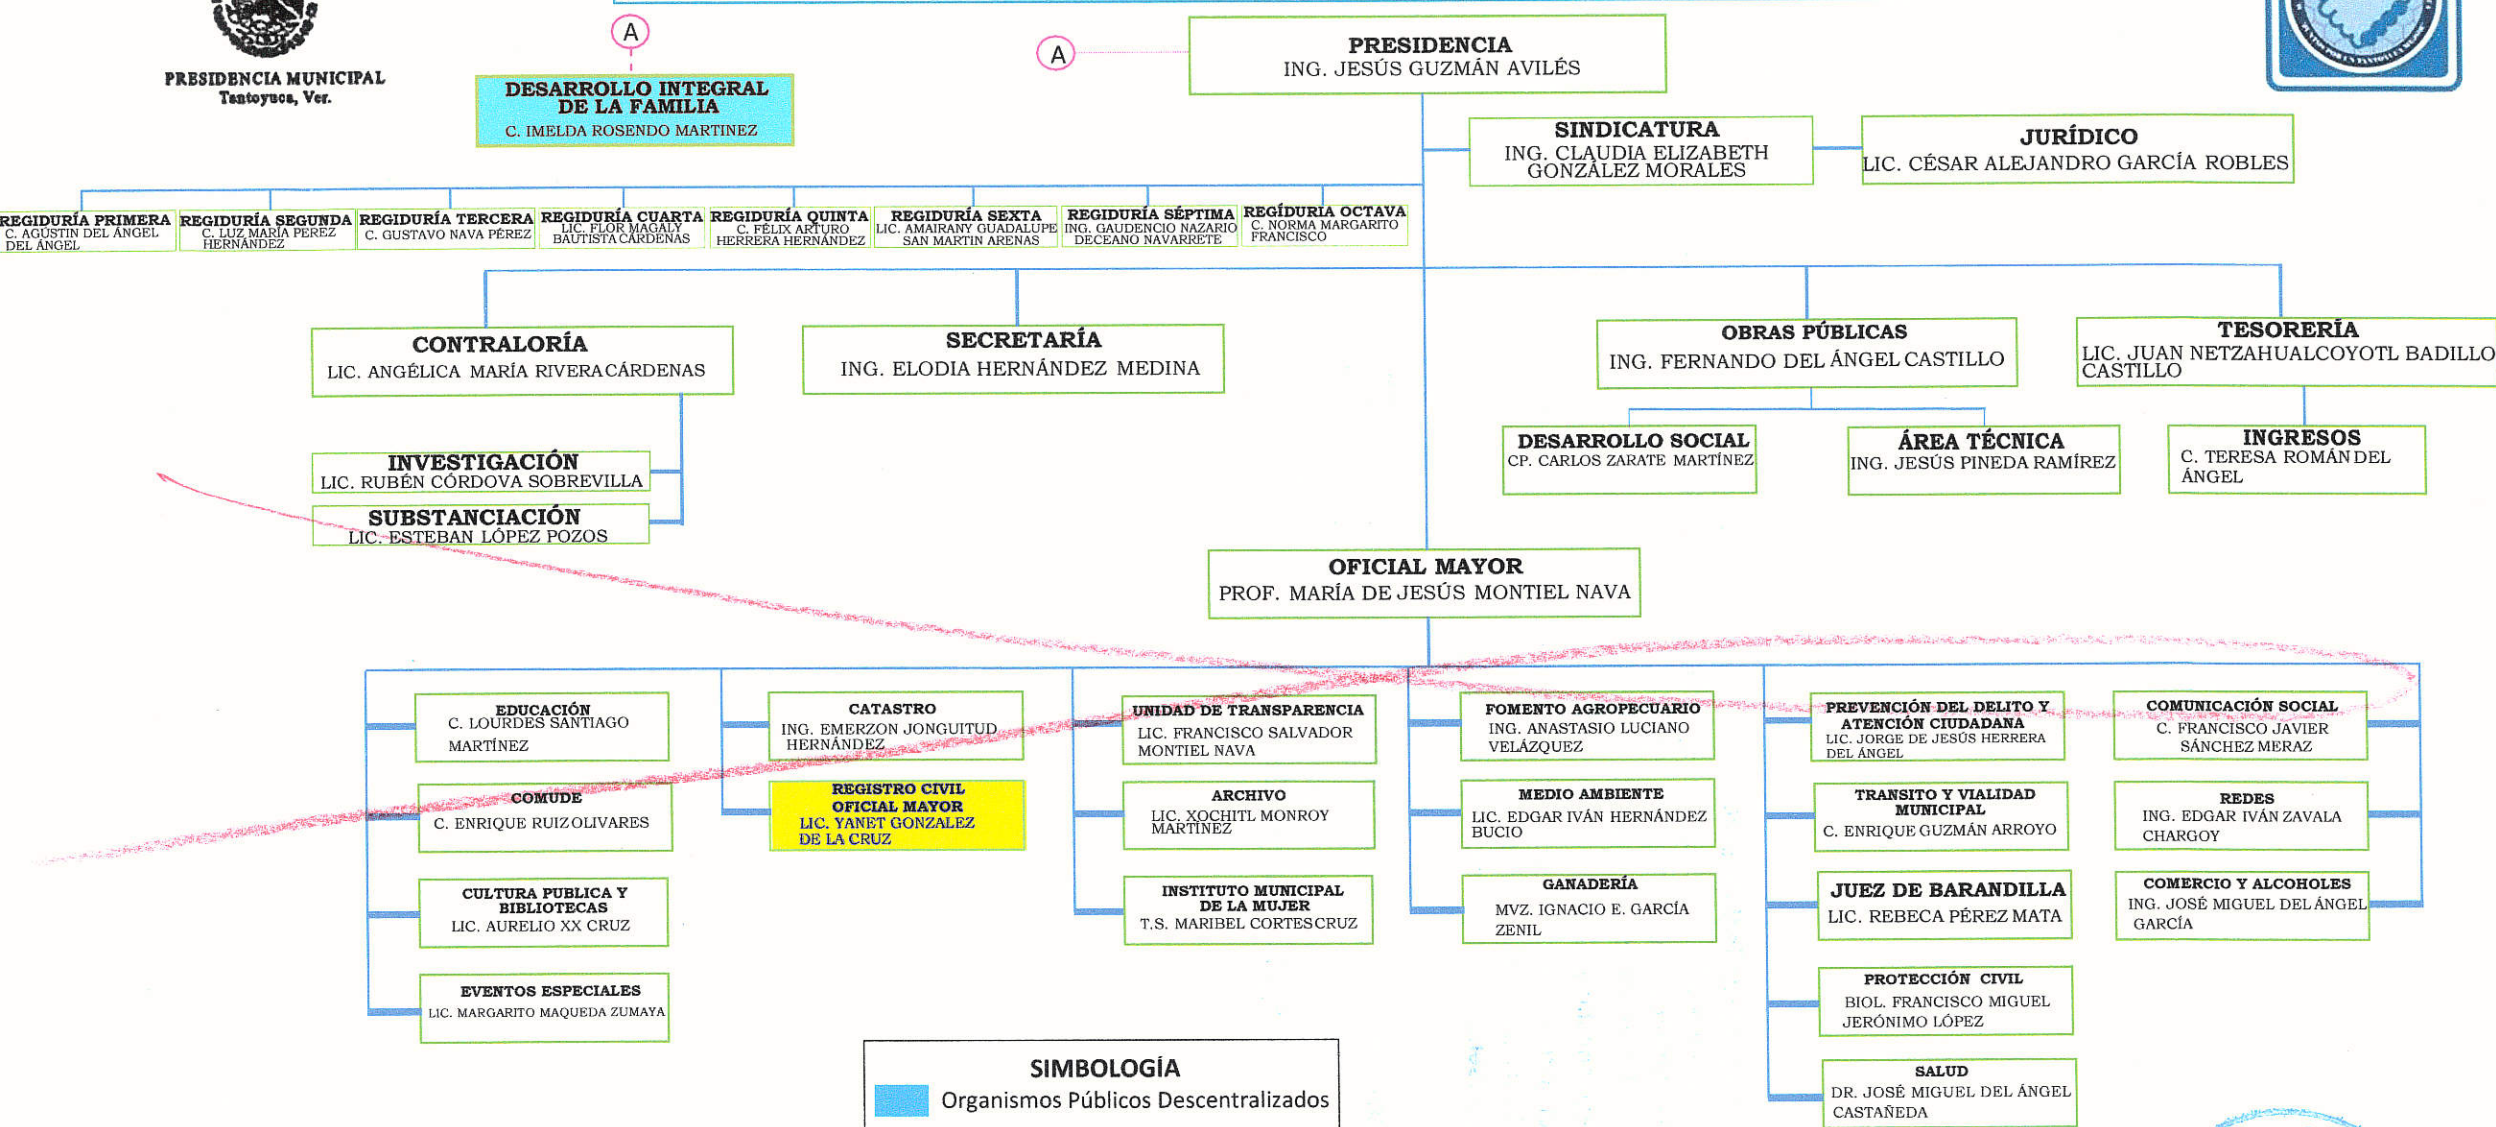 PRESIDENCIA MUNICIPAL
Tantoyuca, Ver.
A
A
PRESIDENCIA
ING. JESÚS GUZMÁN AVILÉS
DESARROLLO INTEGRAL
DE LA FAMILIA
C. IMELDA ROSENDO MARTINEZ
SINDICATURA
ING. CLAUDIA ELIZABETH
GONZÁLEZ MORALES
JURÍDICO
LIC. CÉSAR ALEJANDRO GARCÍA ROBLES
REGIDURÍA PRIMERA
C. AGÚSTIN DEL ÁNGEL
DEL ÁNGEL
REGIDURÍA SEGUNDA
C. LUZ MARÍA PEREZ
HERNÁNDEZ
REGIDURÍA TERCERA
C. GUSTAVO NAVA PÉREZ
REGIDURÍA CUARTA
LIC. FLOR MAGALY
BAUTISTA CÁRDENAS
REGIDURÍA QUINTA
C. FÉLIX ARTURO
HERRERA HERNÁNDEZ
REGIDURÍA SEXTA
LIC. AMAIRANY GUADALUPE
SAN MARTIN ARENAS
REGIDURÍA SÉPTIMA
ING. GAUDENCIO NAZARIO
DECEANO NAVARRETE
REGÍDURIA OCTAVA
C. NORMA MARGARITO
FRANCISCO
CONTRALORÍA
LIC. ANGÉLICA MARÍA RIVERA CÁRDENAS
SECRETARÍA
ING. ELODIA HERNÁNDEZ MEDINA
OBRAS PÚBLICAS
ING. FERNANDO DEL ÁNGEL CASTILLO
TESORERÍA
LIC. JUAN NETZAHUALCOYOTL BADILLO
CASTILLO
INVESTIGACIÓN
LIC. RUBÉN CÓRDOVA SOBREVILLA
SUBSTANCIACIÓN
LIC. ESTEBAN LÓPEZ POZOS
DESARROLLO SOCIAL
CP. CARLOS ZARATE MARTÍNEZ
ÁREA TÉCNICA
ING. JESÚS PINEDA RAMÍREZ
INGRESOS
C. TERESA ROMÁN DEL
ÁNGEL
OFICIAL MAYOR
PROF. MARÍA DE JESÚS MONTIEL NAVA
EDUCACIÓN
C. LOURDES SANTIAGO
MARTÍNEZ
COMUDE
C. ENRIQUE RUIZ OLIVARES
CULTURA PUBLICA Y
BIBLIOTECAS
LIC. AURELIO XX CRUZ
EVENTOS ESPECIALES
LIC. MARGARITO MAQUEDA ZUMAYA
CATASTRO
ING. EMERZON JONGUITUD
HERNÁNDEZ
REGISTRO CIVIL
OFICIAL MAYOR
LIC. YANET GONZALEZ
DE LA CRUZ
UNIDAD DE TRANSPARENCIA
LIC. FRANCISCO SALVADOR
MONTIEL NAVA
ARCHIVO
LIC. XOCHITL MONROY
MARTÍNEZ
INSTITUTO MUNICIPAL
DE LA MUJER
T.S. MARIBEL CORTES CRUZ
FOMENTO AGROPECUARIO
ING. ANASTASIO LUCIANO
VELÁZQUEZ
MEDIO AMBIENTE
LIC. EDGAR IVÁN HERNÁNDEZ
BUCIO
GANADERÍA
MVZ. IGNACIO E. GARCÍA
ZENIL
PREVENCIÓN DEL DELITO Y
ATENCIÓN CIUDADANA
LIC. JORGE DE JESÚS HERRERA
DEL ÁNGEL
TRANSITO Y VIALIDAD
MUNICIPAL
C. ENRIQUE GUZMÁN ARROYO
JUEZ DE BARANDILLA
LIC. REBECA PÉREZ MATA
PROTECCIÓN CIVIL
BIOL. FRANCISCO MIGUEL
JERÓNIMO LÓPEZ
SALUD
DR. JOSÉ MIGUEL DEL ÁNGEL
CASTAÑEDA
COMUNICACIÓN SOCIAL
C. FRANCISCO JAVIER
SÁNCHEZ MERAZ
REDES
ING. EDGAR IVÁN ZAVALA
CHARGOY
COMERCIO Y ALCOHOLES
ING. JOSÉ MIGUEL DEL ÁNGEL
GARCÍA
SIMBOLOGÍA
Organismos Públicos Descentralizados